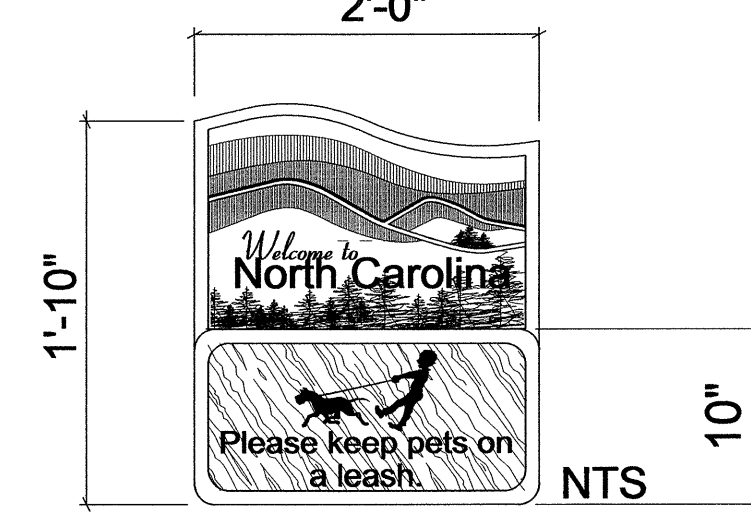 2'-0"
Welcome to
North Carolina
1'-10"
10"
Please keep pets on
a leash.
NTS